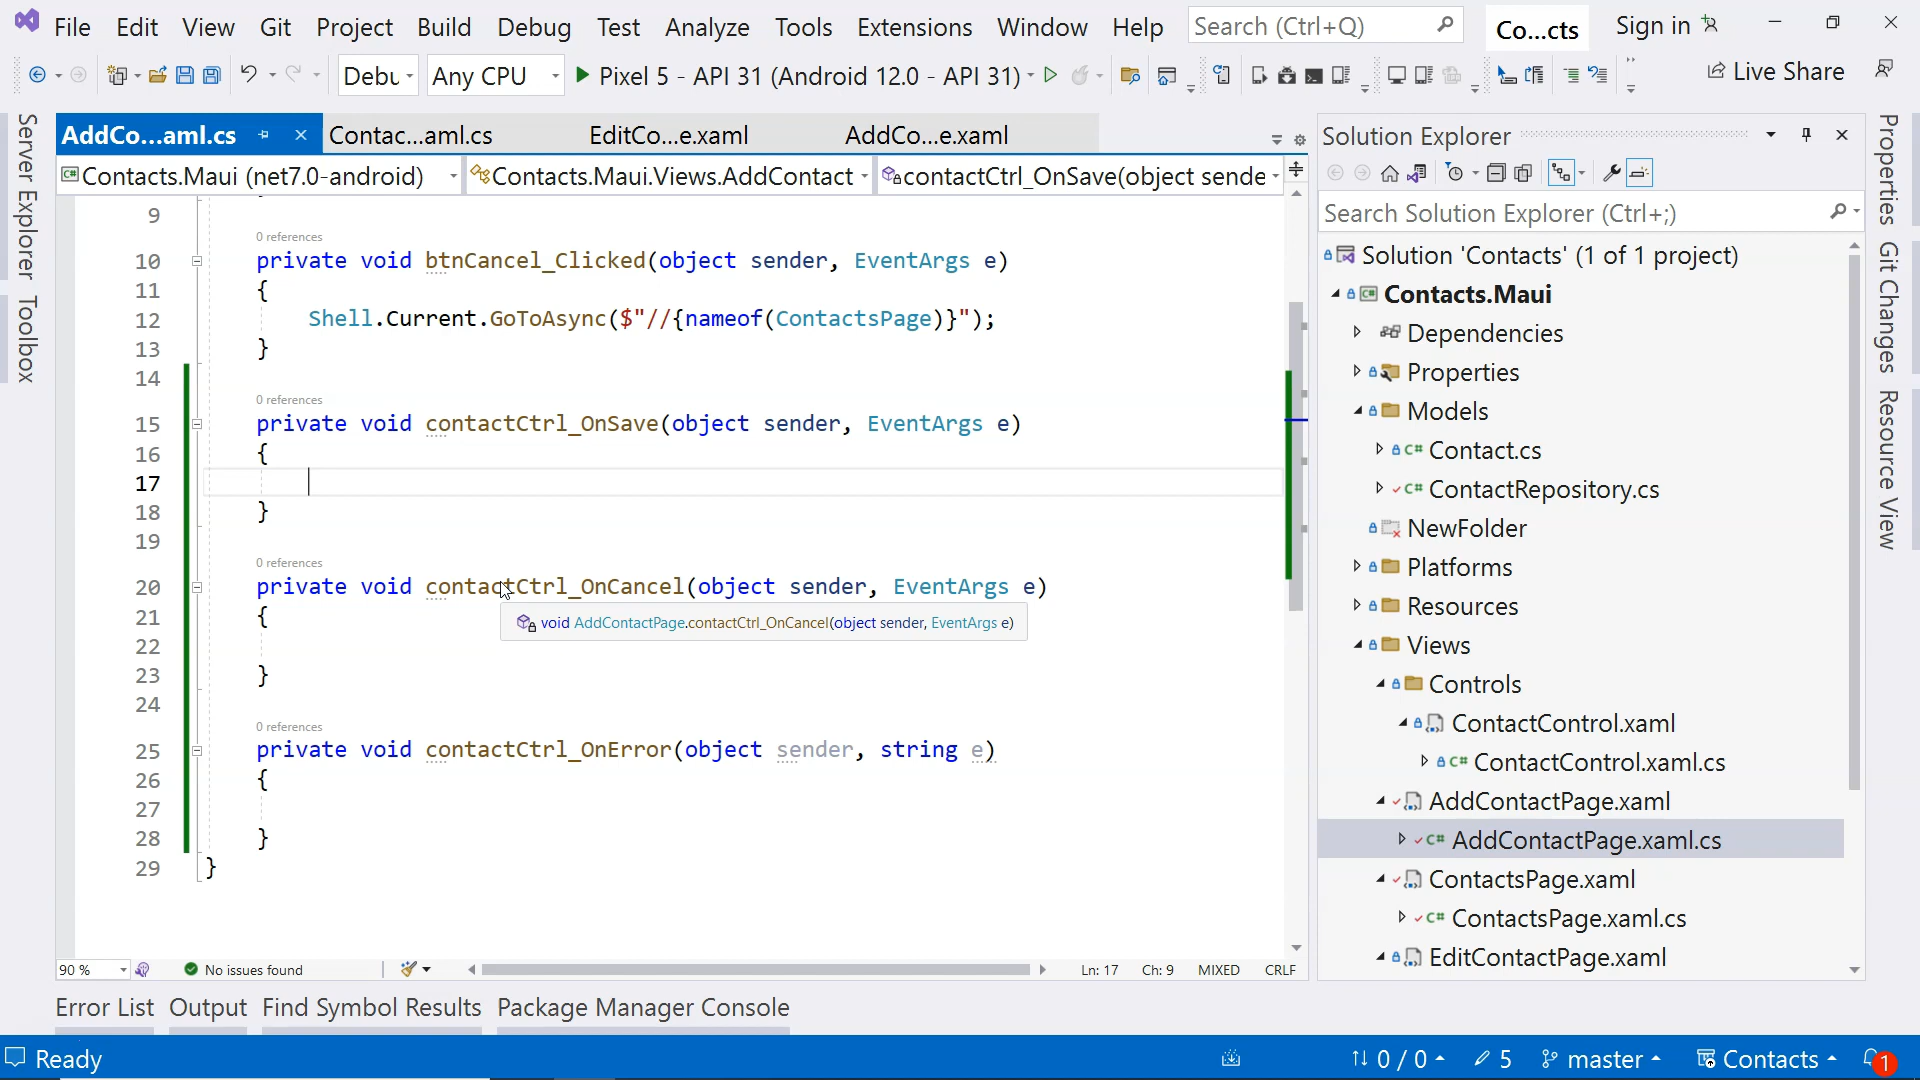 File Edit View Git Project Build Debug Test Analyze Tools Extensions Window Help Search (Ctrl+Q) Co...cts Sign in
Debu Any CPU Pixel 5 - API 31 (Android 12.0 - API 31) Live Share
AddCo...aml.cs Contac...aml.cs EditCo...e.xaml AddCo...e.xaml
Contacts.Maui (net7.0-android) Contacts.Maui.Views.AddContact contactCtrl_OnSave(object sende
9
0 references
10 private void btnCancel_Clicked(object sender, EventArgs e)
11 {
12 Shell.Current.GoToAsync($"//{nameof(ContactsPage)}");
13 }
14
0 references
15 private void contactCtrl_OnSave(object sender, EventArgs e)
16 {
17
18 }
19
0 references
20 private void contactCtrl_OnCancel(object sender, EventArgs e)
21 {
void AddContactPage.contactCtrl_OnCancel(object sender, EventArgs e)
22
23 }
24
0 references
25 private void contactCtrl_OnError(object sender, string e)
26 {
27
28 }
29 }
90 % No issues found Ln: 17 Ch: 9 MIXED CRLF
Server Explorer
Toolbox
Solution Explorer
Search Solution Explorer (Ctrl+;)
Solution 'Contacts' (1 of 1 project)
Contacts.Maui
Dependencies
Properties
Models
C# Contact.cs
C# ContactRepository.cs
NewFolder
Platforms
Resources
Views
Controls
ContactControl.xaml
C# ContactControl.xaml.cs
AddContactPage.xaml
C# AddContactPage.xaml.cs
ContactsPage.xaml
C# ContactsPage.xaml.cs
EditContactPage.xaml
Properties
Git Changes
Resource View
Error List Output Find Symbol Results Package Manager Console
Ready 0 / 0 5 master Contacts 1